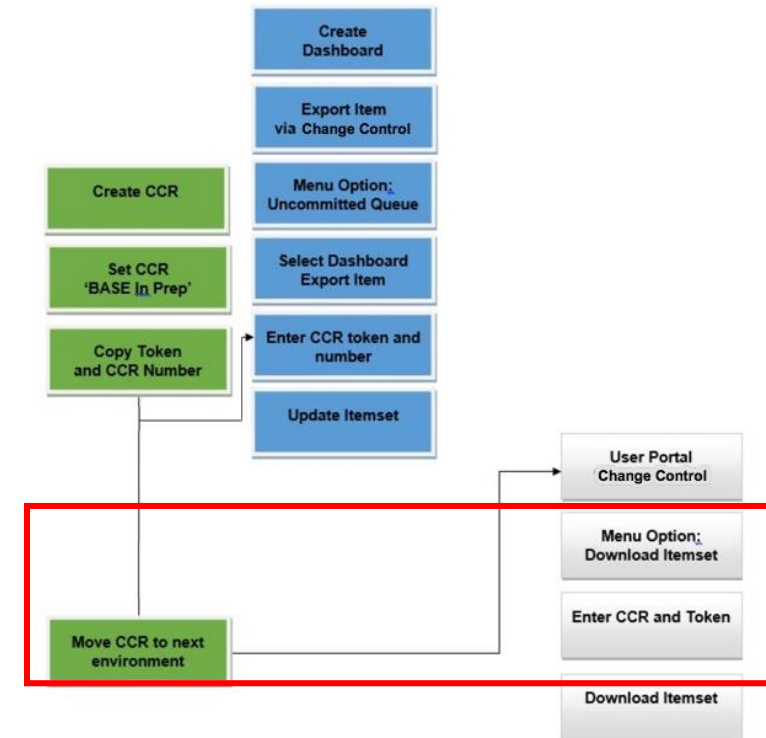 Create
Dashboard
Export Item
via Change Control
Menu Option;
Uncommitted Queue
Select Dashboard
Export Item
Enter CCR token and
number
Update Itemset
Create CCR
Set CCR
‘BASE In Prep’
Copy Token
and CCR Number
Move CCR to next
environment
User Portal
Change Control
Menu Option;
Download Itemset
Enter CCR and Token
Download Itemset